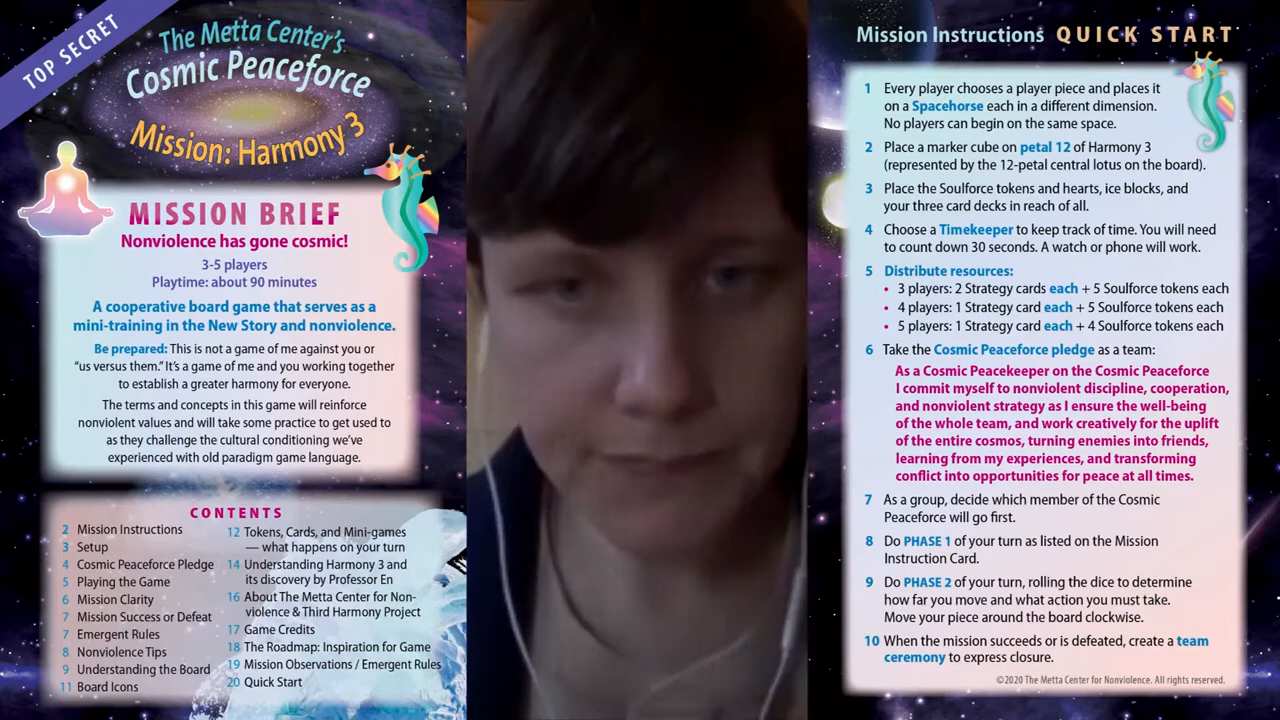 TOP SECRET
The Metta Center's
Cosmic Peaceforce
Mission: Harmony 3
MISSION BRIEF
Nonviolence has gone cosmic!
3-5 players
Playtime: about 90 minutes
A cooperative board game that serves as a
mini-training in the New Story and nonviolence.
Be prepared: This is not a game of me against you or
“us versus them.” It’s a game of me and you working together
to establish a greater harmony for everyone.
The terms and concepts in this game will reinforce
nonviolent values and will take some practice to get used to
as they challenge the cultural conditioning we’ve
experienced with old paradigm game language.
CONTENTS
2 Mission Instructions
3 Setup
4 Cosmic Peaceforce Pledge
5 Playing the Game
6 Mission Clarity
7 Mission Success or Defeat
7 Emergent Rules
8 Nonviolence Tips
9 Understanding the Board
11 Board Icons
12 Tokens, Cards, and Mini-games
— what happens on your turn
14 Understanding Harmony 3 and
its discovery by Professor En
16 About The Metta Center for Non-
violence & Third Harmony Project
17 Game Credits
18 The Roadmap: Inspiration for Game
19 Mission Observations / Emergent Rules
20 Quick Start
Mission Instructions QUICK START
1 Every player chooses a player piece and places it
on a Spacehorse each in a different dimension.
No players can begin on the same space.
2 Place a marker cube on petal 12 of Harmony 3
(represented by the 12-petal central lotus on the board).
3 Place the Soulforce tokens and hearts, ice blocks, and
your three card decks in reach of all.
4 Choose a Timekeeper to keep track of time. You will need
to count down 30 seconds. A watch or phone will work.
5 Distribute resources:
• 3 players: 2 Strategy cards each + 5 Soulforce tokens each
• 4 players: 1 Strategy card each + 5 Soulforce tokens each
• 5 players: 1 Strategy card each + 4 Soulforce tokens each
6 Take the Cosmic Peaceforce pledge as a team:
As a Cosmic Peacekeeper on the Cosmic Peaceforce
I commit myself to nonviolent discipline, cooperation,
and nonviolent strategy as I ensure the well-being
of the whole team, and work creatively for the uplift
of the entire cosmos, turning enemies into friends,
learning from my experiences, and transforming
conflict into opportunities for peace at all times.
7 As a group, decide which member of the Cosmic
Peaceforce will go first.
8 Do PHASE 1 of your turn as listed on the Mission
Instruction Card.
9 Do PHASE 2 of your turn, rolling the dice to determine
how far you move and what action you must take.
Move your piece around the board clockwise.
10 When the mission succeeds or is defeated, create a team
ceremony to express closure.
©2020 The Metta Center for Nonviolence. All rights reserved.